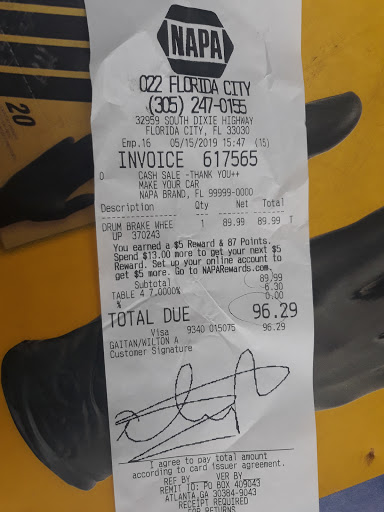 NAPA
022 FLORIDA CITY
(305) 247-0155
32959 SOUTH DIXIE HIGHWAY
FLORIDA CITY, FL 33030
Emp.16 05/15/2019 15:47 (15)
INVOICE 617565
0 CASH SALE -THANK YOU++
MAKE YOUR CAR
NAPA BRAND, FL 99999-0000
Description Qty Net Total
DRUM BRAKE WHEE 1 89.99 89.99 T
UP 370243
You earned a $5 Reward & 87 Points.
Spend $13.00 more to get your next $5
Reward. Set up your online account to
get $5 more. Go to NAPARewards.com.
Subtotal 89.99
TABLE 4 7.0000% 6.30
% 0.00
TOTAL DUE 96.29
Visa 9340 015075 96.29
GAITAN/WILTON A
Customer Signature
I agree to pay total amount
according to card issuer agreement.
REF BY VER BY
REMIT TO: PO BOX 409043
ATLANTA GA 30384-9043
RECEIPT REQUIRED
FOR RETURNS
20